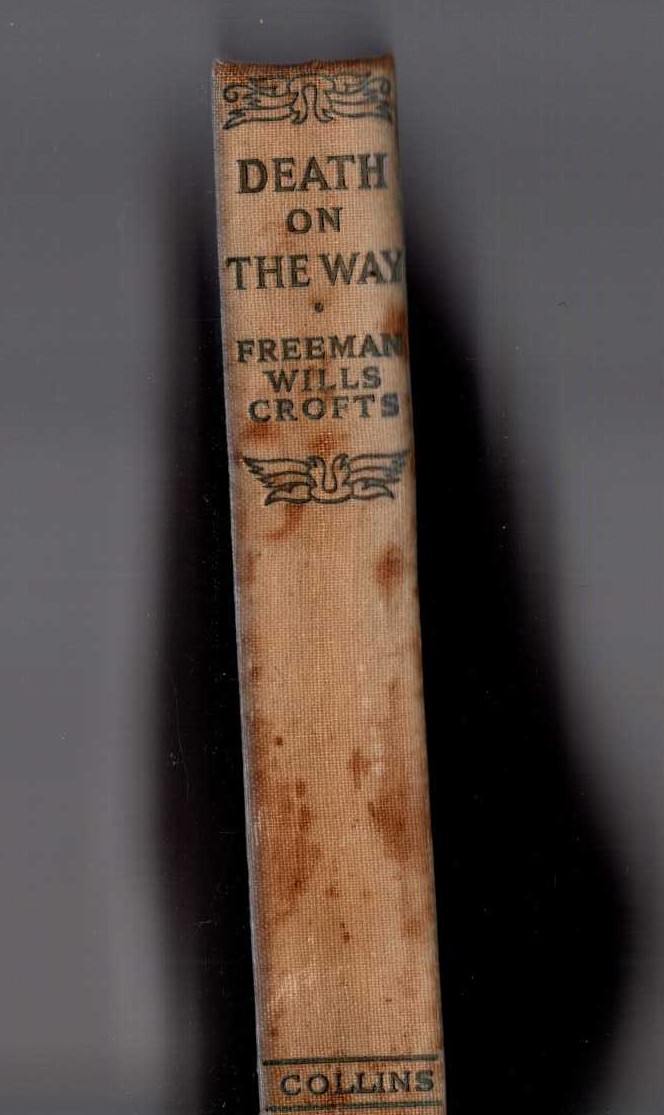 DEATH
ON
THE WAY
•
FREEMAN
WILLS
CROFTS
COLLINS